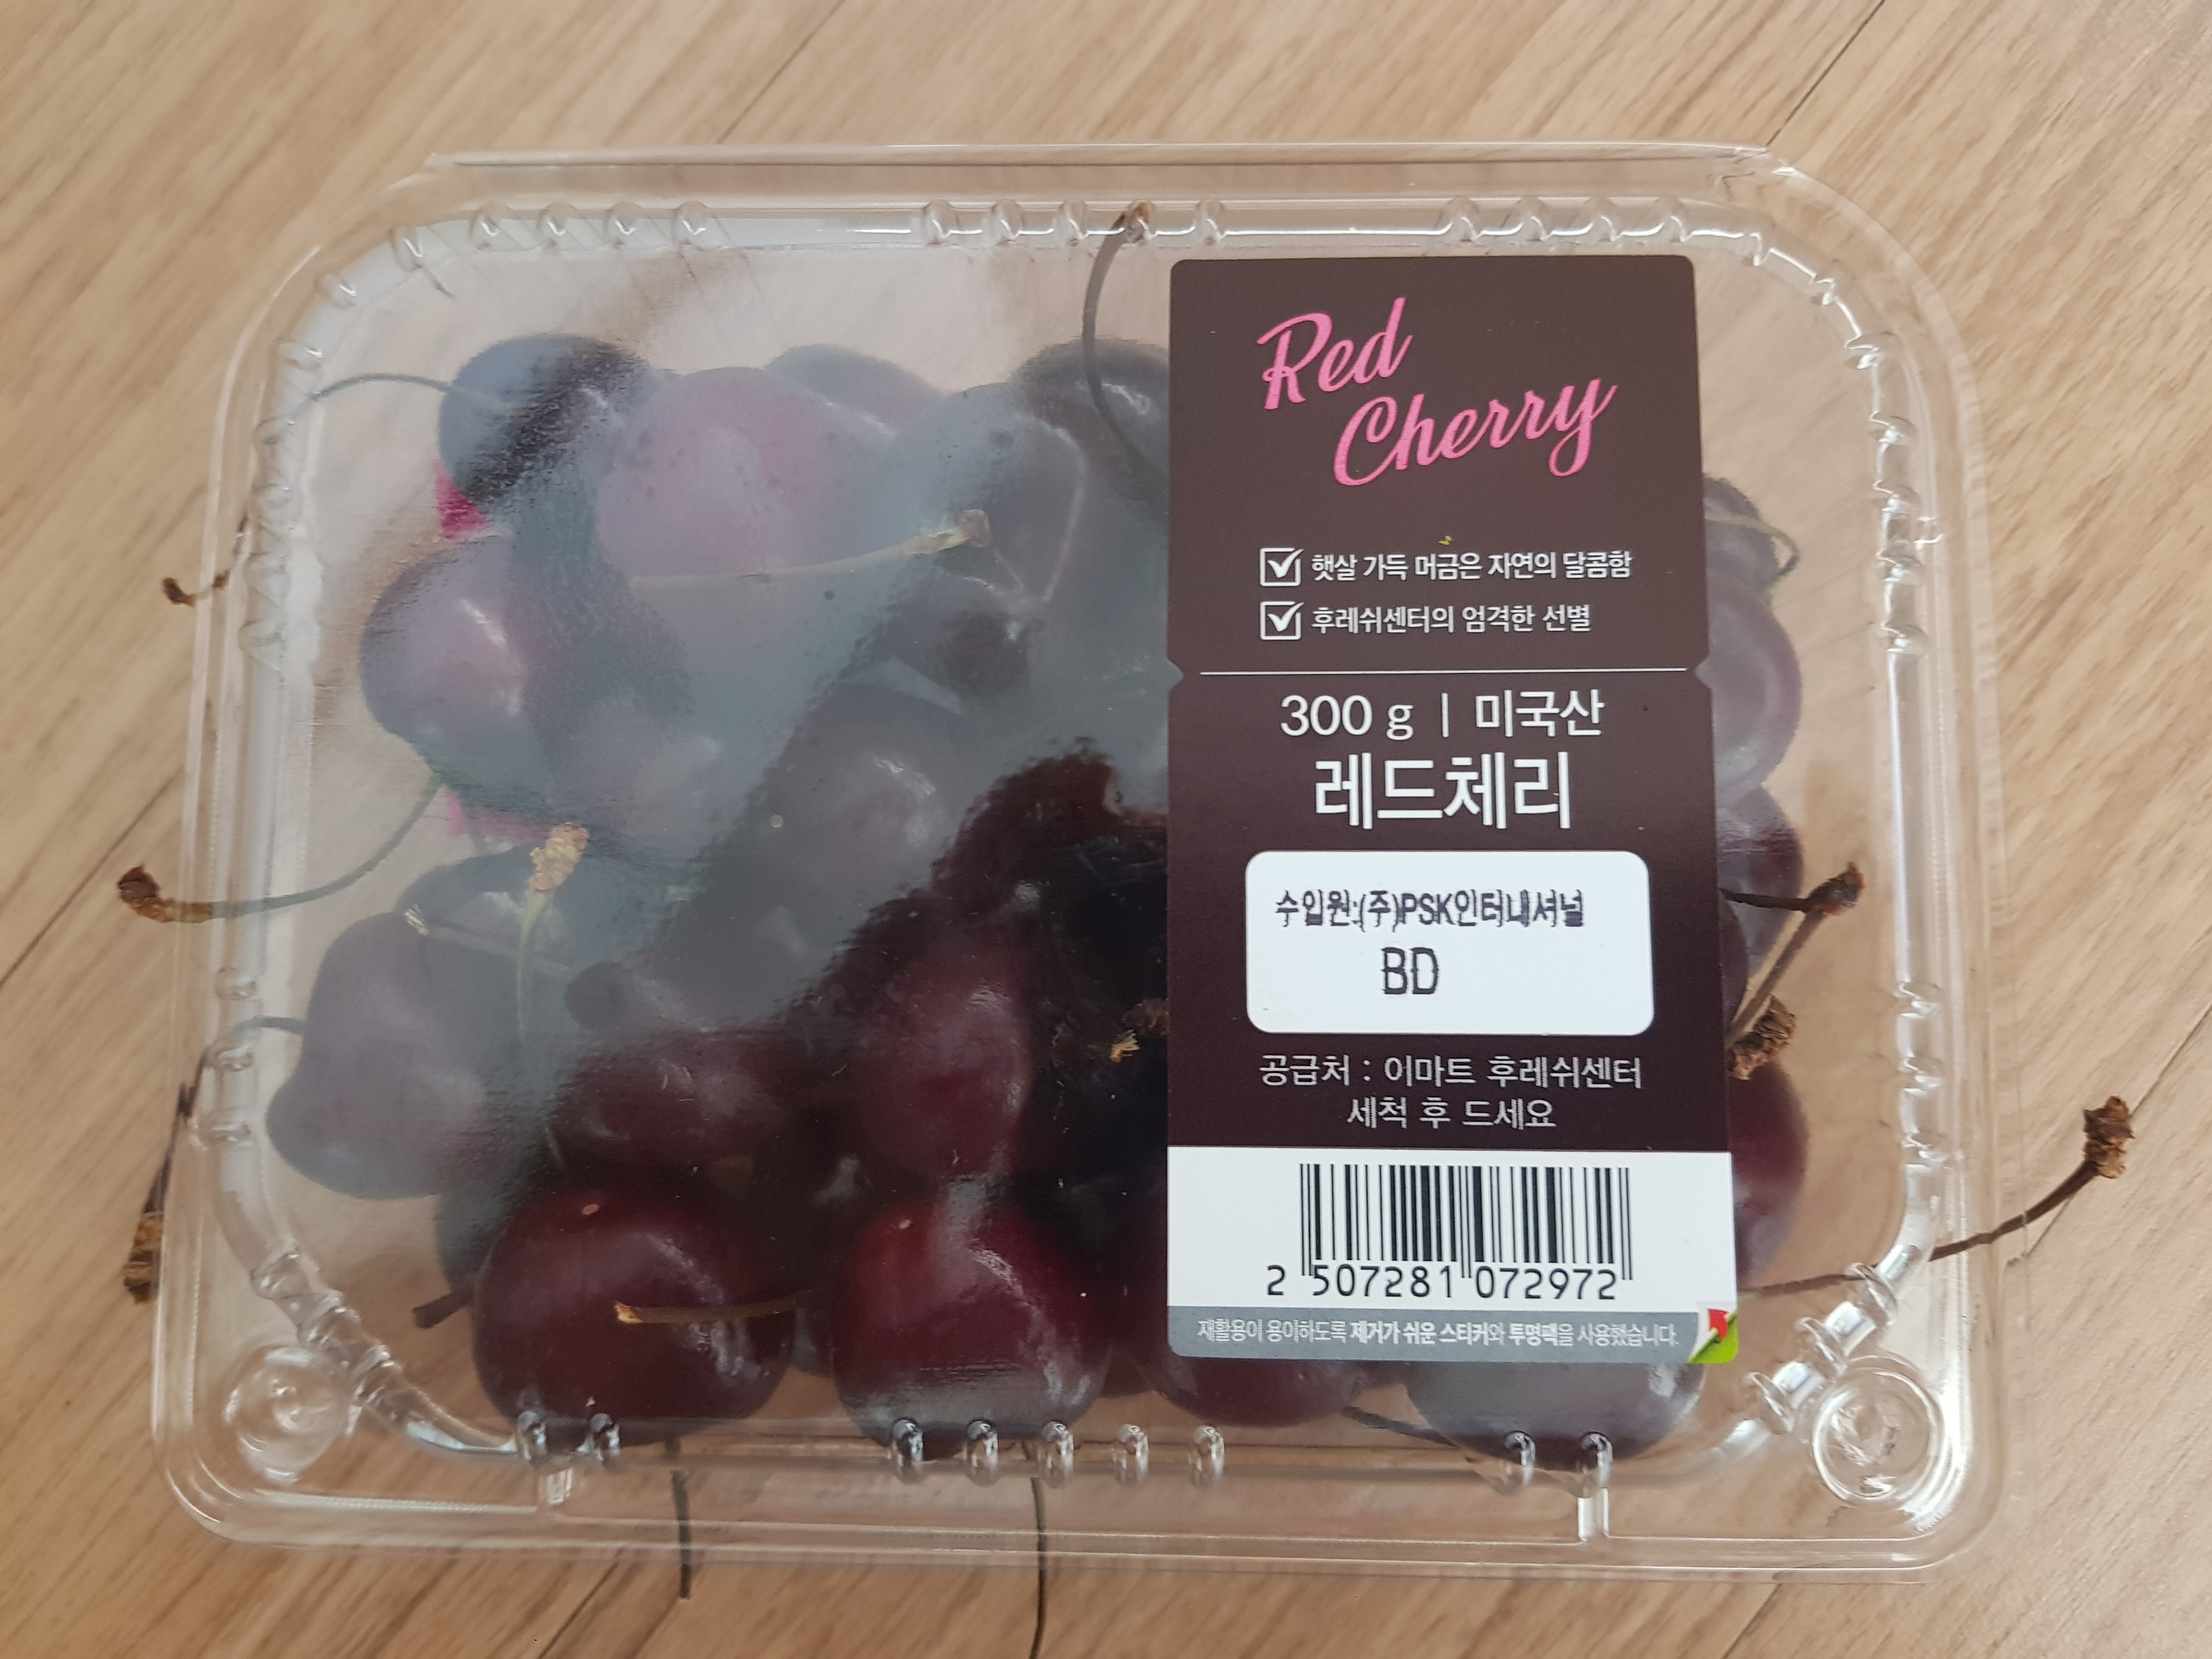 Red
Cherry
햇살 가득 머금은 자연의 달콤함
후레쉬센터의 엄격한 선별
300 g | 미국산
레드체리
수입원:(주)PSK인터내셔널
BD
공급처 : 이마트 후레쉬센터
세척 후 드세요
2 507281 072972
재활용이 용이하도록 제거가 쉬운 스티커와 투명팩을 사용했습니다.